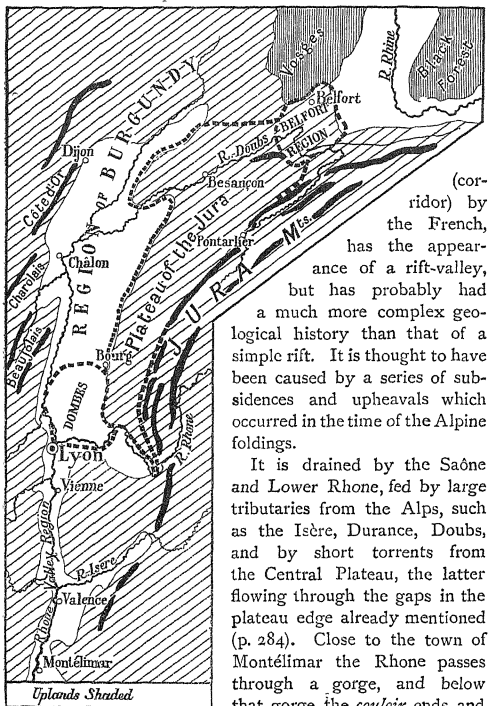 Vosges
R. Rhine
Black Forest
Belfort
BELFORT REGION
R. Doubs
REGION OF BURGUNDY
Dijon
Besançon
Côte d'Or
Plateau of the Jura
Pontarlier
JURA Mts.
Châlon
Charolais
Beaujolais
Bourg
DOMBES
Lyon
R. Rhone
Vienne
Rhone Valley Region
R. Isère
Valence
Montélimar
Uplands Shaded
(cor-
ridor) by
the French,
has the appear-
ance of a rift-valley,
but has probably had
a much more complex geo-
logical history than that of a
simple rift. It is thought to have
been caused by a series of sub-
sidences and upheavals which
occurred in the time of the Alpine
foldings.
It is drained by the Saône
and Lower Rhone, fed by large
tributaries from the Alps, such
as the Isère, Durance, Doubs,
and by short torrents from
the Central Plateau, the latter
flowing through the gaps in the
plateau edge already mentioned
(p. 284). Close to the town of
Montélimar the Rhone passes
through a gorge, and below
that gorge the couloir ends and